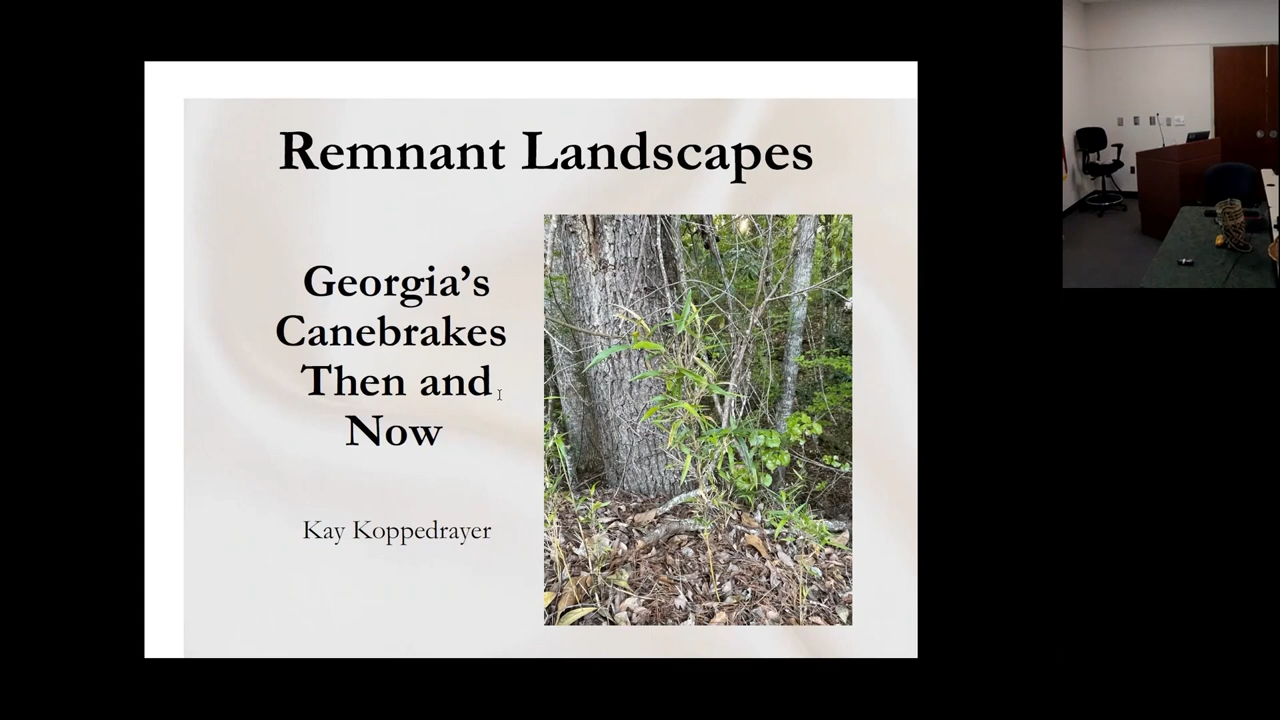 Remnant Landscapes
Georgia’s
Canebrakes
Then and
Now
Kay Koppedrayer